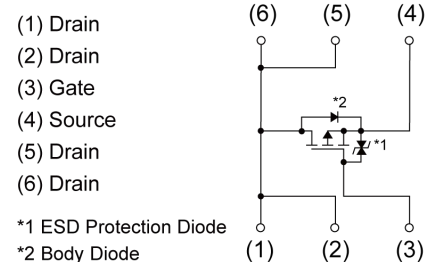 (1) Drain
(2) Drain
(3) Gate
(4) Source
(5) Drain
(6) Drain
*1 ESD Protection Diode
*2 Body Diode
(6) (5) (4)
*2
*1
(1) (2) (3)